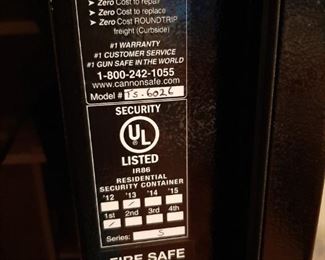 ➤ Zero Cost to repair
➤ Zero Cost to replace
➤ Zero Cost ROUNDTRIP
freight (Curbside)
#1 WARRANTY
#1 CUSTOMER SERVICE
#1 GUN SAFE IN THE WORLD
1-800-242-1055
www.cannonsafe.com
Model # TS-6026
SECURITY
UL
LISTED
IR86
RESIDENTIAL
SECURITY CONTAINER
'12 '13 '14 '15
1st 2nd 3rd 4th
Series: S
FIRE SAFE